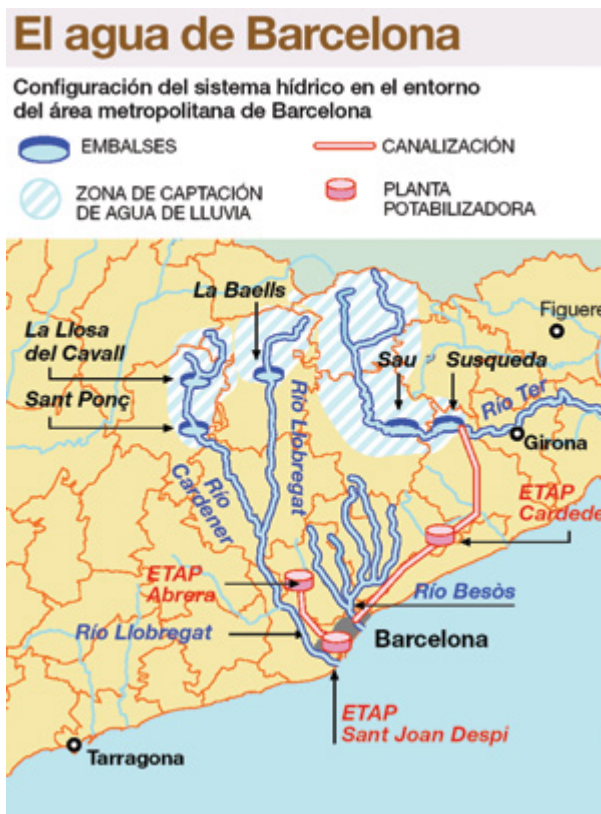 El agua de Barcelona
Configuración del sistema hídrico en el entorno
del área metropolitana de Barcelona
EMBALSES
CANALIZACIÓN
ZONA DE CAPTACIÓN
DE AGUA DE LLUVIA
PLANTA
POTABILIZADORA
La Baells
Figuere
La Llosa
del Cavall
Sau
Susqueda
Sant Ponç
Río Ter
Río Llobregat
Girona
Río
Cardener
ETAP
Cardede
ETAP
Abrera
Río Besòs
Río Llobregat
Barcelona
ETAP
Sant Joan Despí
Tarragona